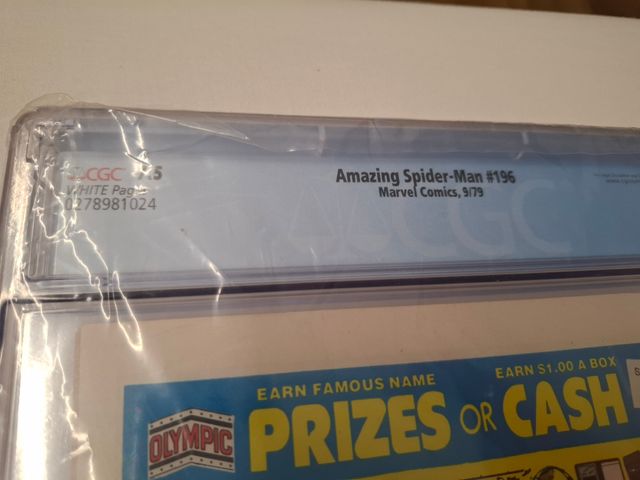 CGC
WHITE Pages
0278981024
Amazing Spider-Man #196
Marvel Comics, 9/79
CGC
EARN FAMOUS NAME
EARN $1.00 A BOX
PRIZES OR CASH
OLYMPIC